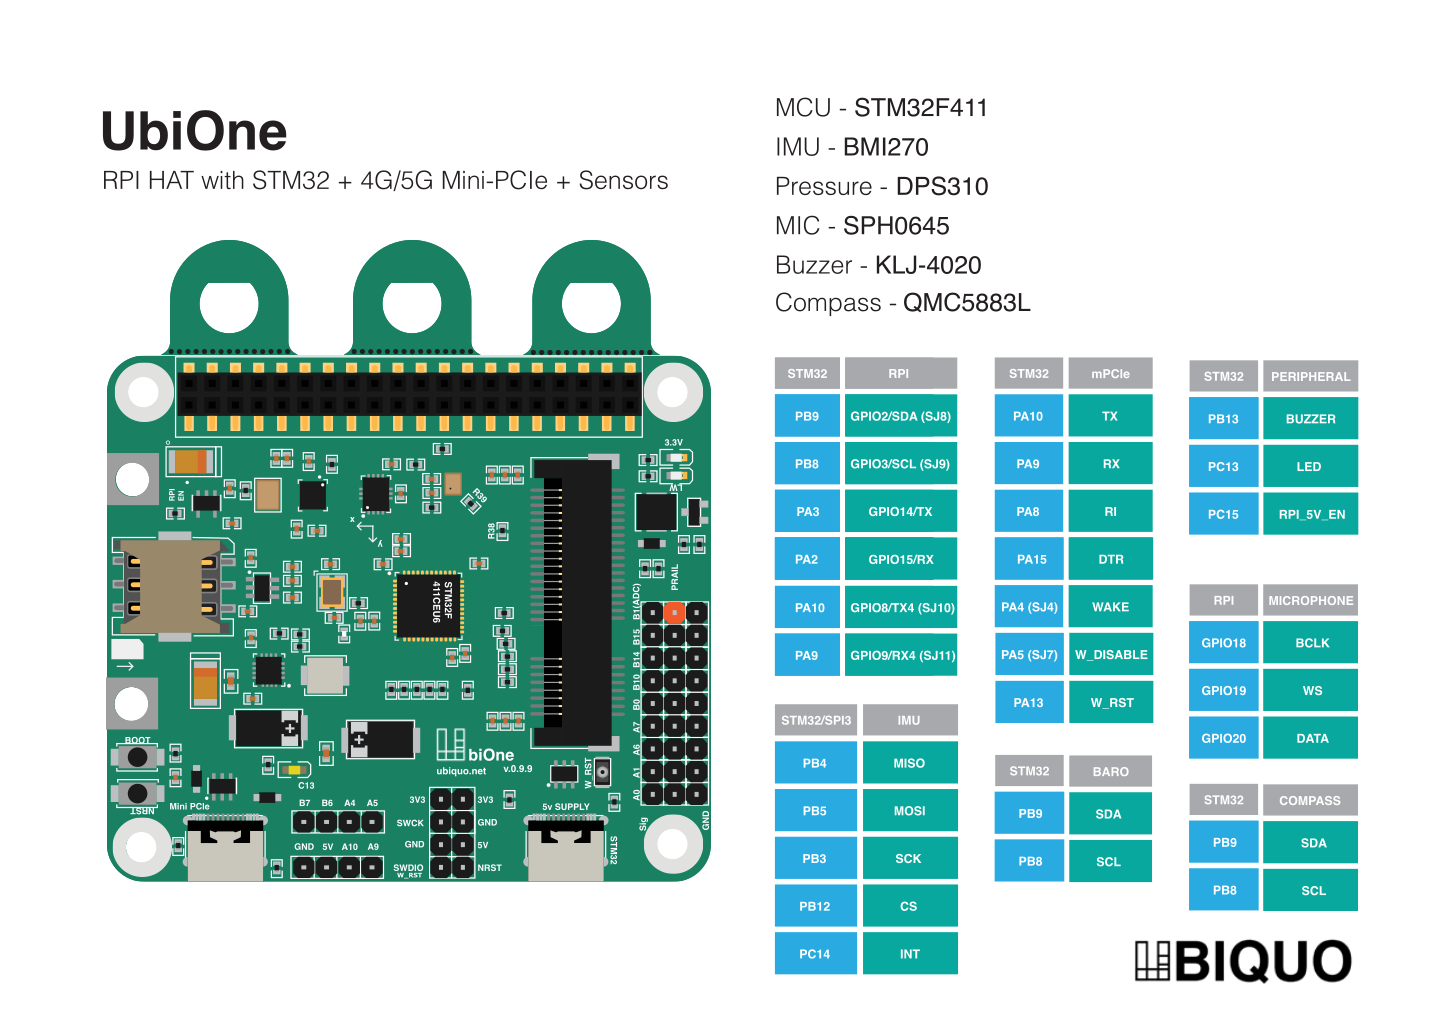 UbiOne
RPI HAT with STM32 + 4G/5G Mini-PCIe + Sensors
MCU - STM32F411
IMU - BMI270
Pressure - DPS310
MIC - SPH0645
Buzzer - KLJ-4020
Compass - QMC5883L
STM32 RPI
PB9 GPIO2/SDA (SJ8)
PB8 GPIO3/SCL (SJ9)
PA3 GPIO14/TX
PA2 GPIO15/RX
PA10 GPIO8/TX4 (SJ10)
PA9 GPIO9/RX4 (SJ11)
STM32 mPCIe
PA10 TX
PA9 RX
PA8 RI
PA15 DTR
PA4 (SJ4) WAKE
PA5 (SJ7) W_DISABLE
PA13 W_RST
STM32 PERIPHERAL
PB13 BUZZER
PC13 LED
PC15 RPI_5V_EN
RPI MICROPHONE
GPIO18 BCLK
GPIO19 WS
GPIO20 DATA
STM32/SPI3 IMU
PB4 MISO
PB5 MOSI
PB3 SCK
PB12 CS
PC14 INT
STM32 BARO
PB9 SDA
PB8 SCL
STM32 COMPASS
PB9 SDA
PB8 SCL
BIQUO
3.3V
LW1
RPI
EN
R39
R38
X
Y
PRAIL
STM32F
411CEU6
B1(ADC)
B15
B14
B10
B0
A7
A6
A1
A0
Sig
GND
BOOT
NRST
Mini PCIe
C13
biOne
ubiquo.net
v.0.9.9
W_RST
B7 B6 A4 A5
GND 5V A10 A9
3V3 3V3
SWCK GND
GND 5V
SWDIO NRST
W_RST
5v SUPPLY
STM32